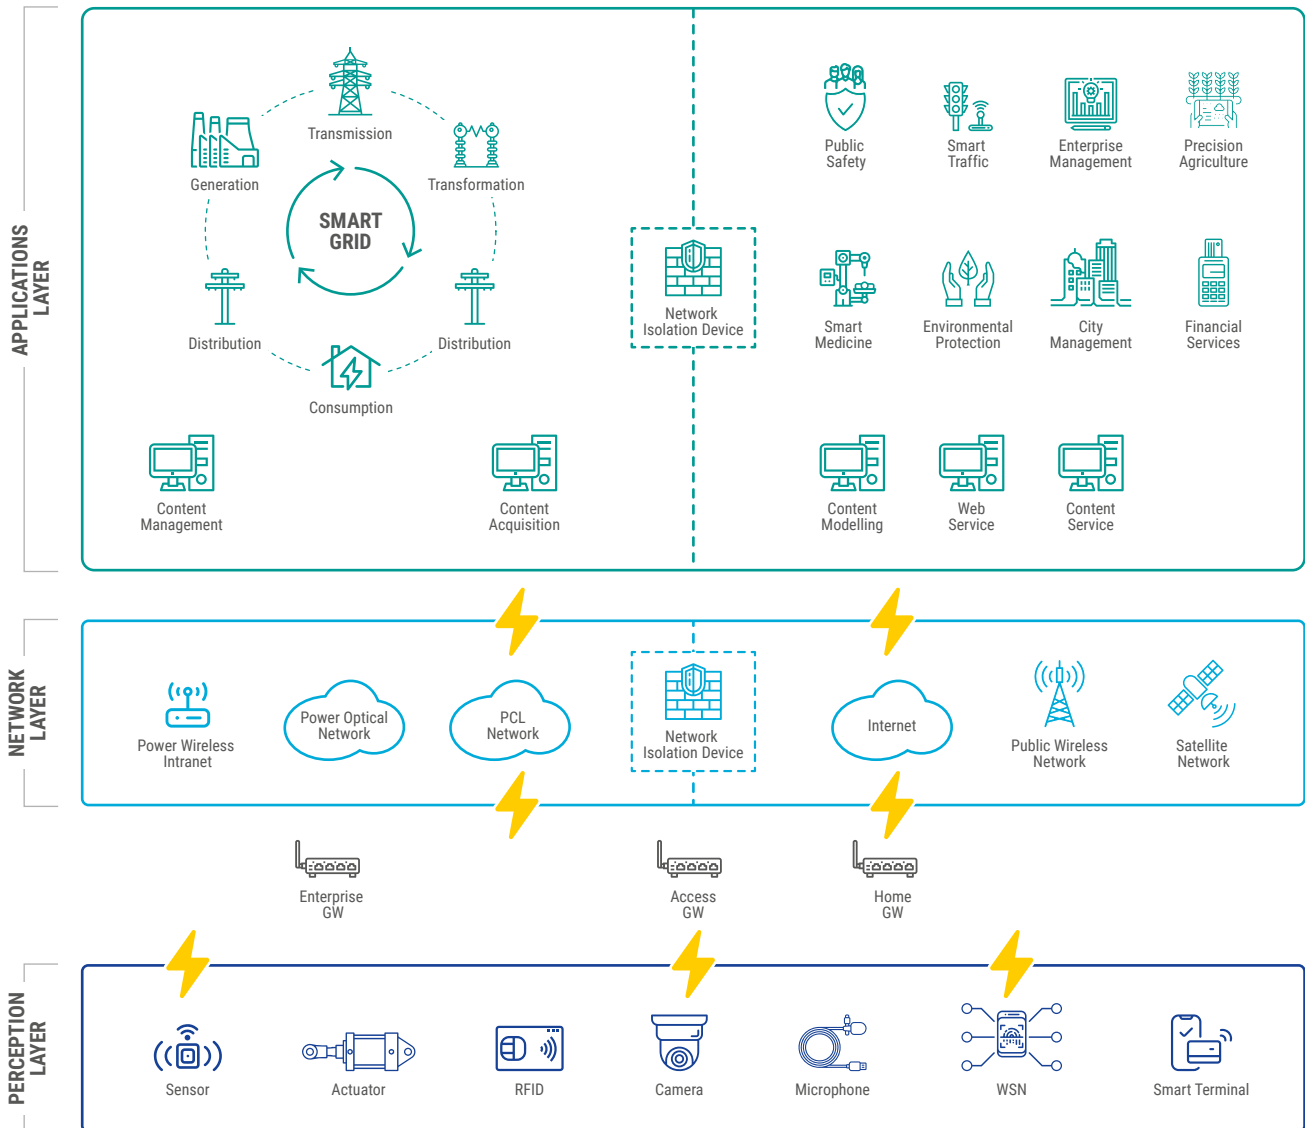 APPLICATIONS
LAYER
Transmission
Generation
Transformation
SMART
GRID
Distribution
Distribution
Consumption
Content
Management
Content
Acquisition
Network
Isolation Device
Public
Safety
Smart
Traffic
Enterprise
Management
Precision
Agriculture
Smart
Medicine
Environmental
Protection
City
Management
Financial
Services
Content
Modelling
Web
Service
Content
Service
NETWORK
LAYER
Power Wireless
Intranet
Power Optical
Network
PCL
Network
Network
Isolation Device
Internet
Public Wireless
Network
Satellite
Network
Enterprise
GW
Access
GW
Home
GW
PERCEPTION
LAYER
Sensor
Actuator
RFID
Camera
Microphone
WSN
Smart Terminal